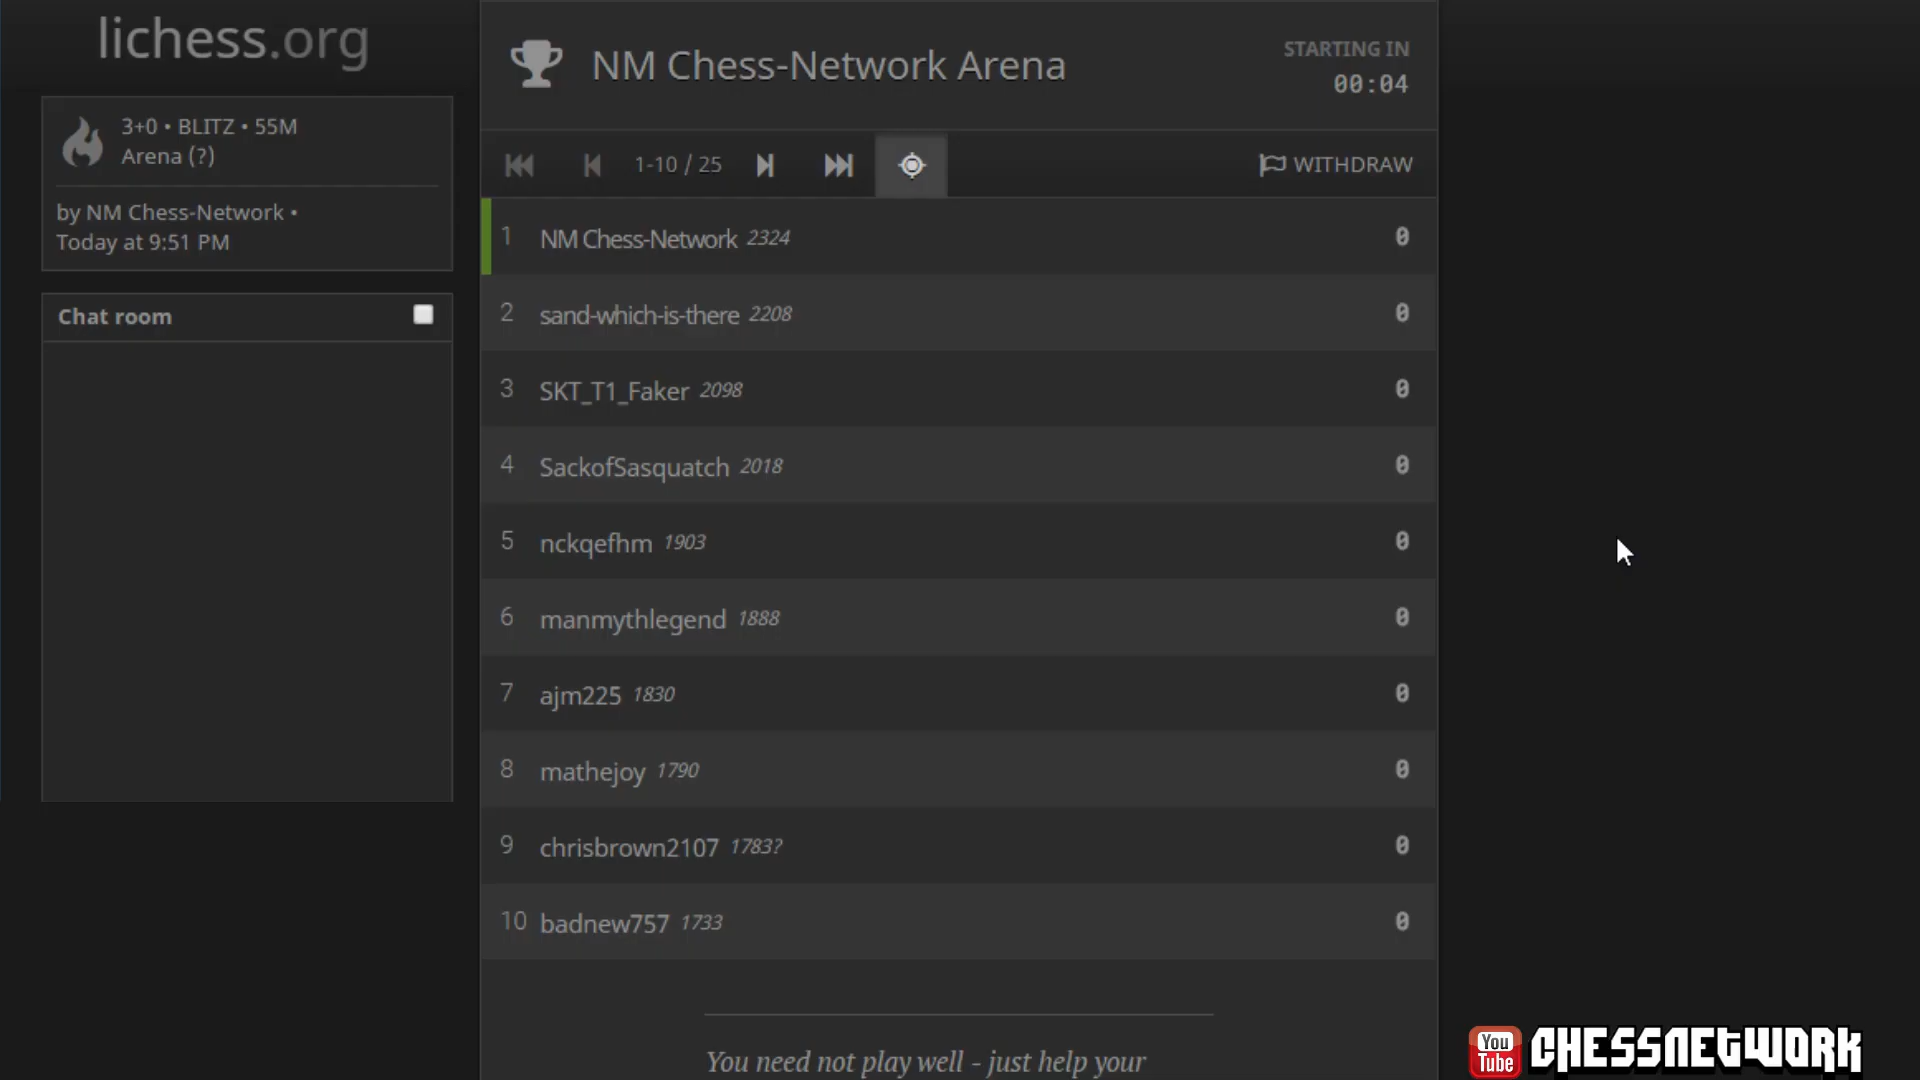 lichess.org
3+0 • BLITZ • 55M
Arena (?)
by NM Chess-Network •
Today at 9:51 PM
Chat room
NM Chess-Network Arena
STARTING IN
00:04
1-10 / 25
WITHDRAW
1 NM Chess-Network 2324 0
2 sand-which-is-there 2208 0
3 SKT_T1_Faker 2098 0
4 SackofSasquatch 2018 0
5 nckqefhm 1903 0
6 manmythlegend 1888 0
7 ajm225 1830 0
8 mathejoy 1790 0
9 chrisbrown2107 1783? 0
10 badnew757 1733 0
You need not play well - just help your
You
Tube
CHESSNETWORK